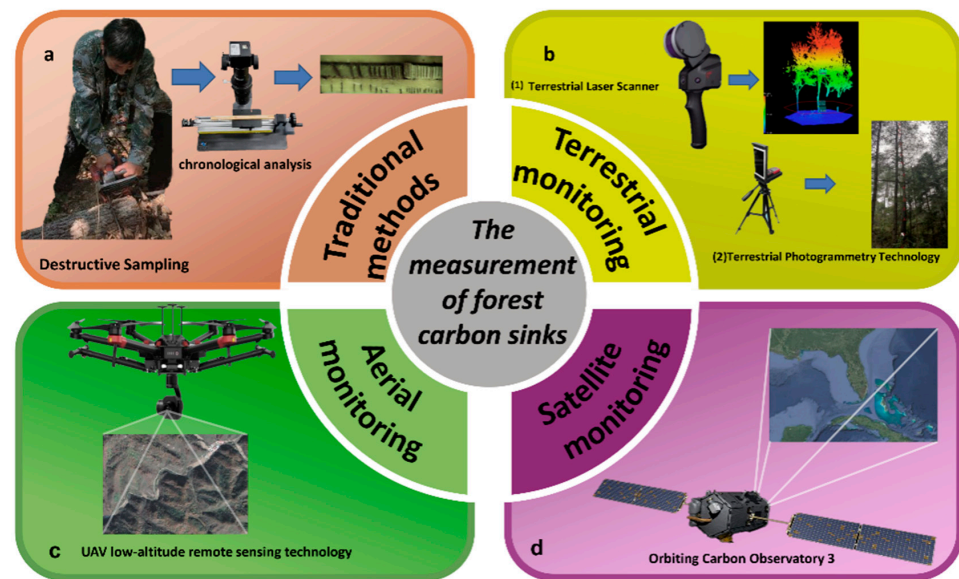 a
chronological analysis
Destructive Sampling
Traditional
methods
b
(1) Terrestrial Laser Scanner
(2)Terrestrial Photogrammetry Technology
Terrestrial
monitoring
The
measurement
of forest
carbon sinks
Aerial
monitoring
c
UAV low-altitude remote sensing technology
Satellite
monitoring
d
Orbiting Carbon Observatory 3